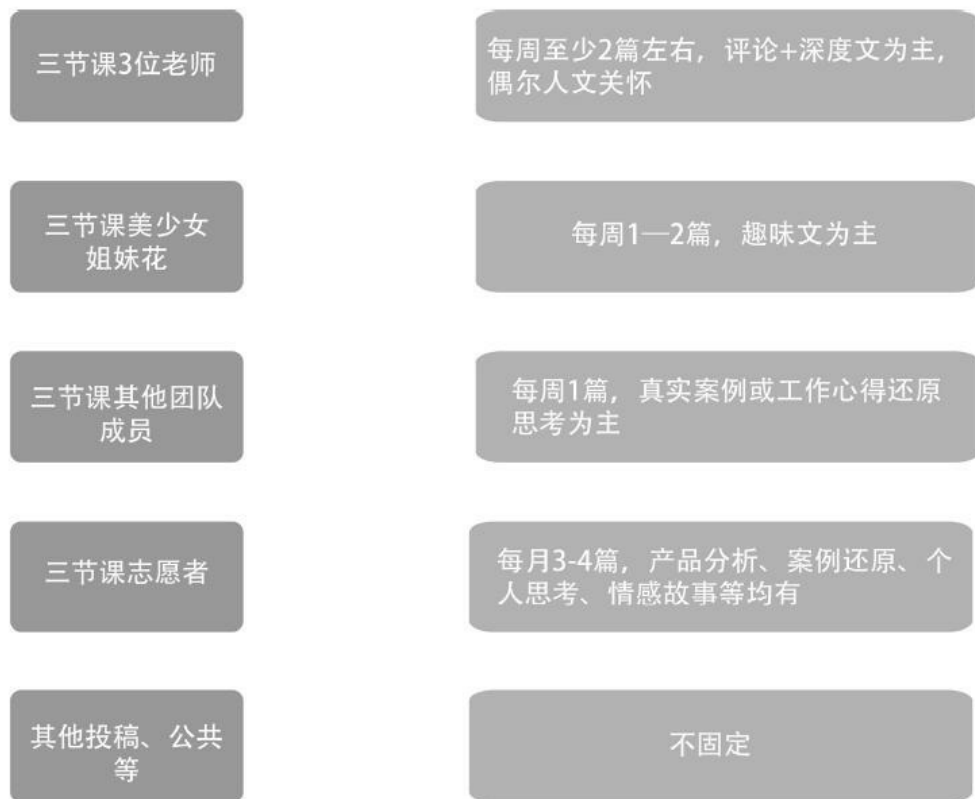 三节课3位老师
每周至少2篇左右，评论+深度文为主，
偶尔人文关怀
三节课美少女
姐妹花
每周1—2篇，趣味文为主
三节课其他团队
成员
每周1篇，真实案例或工作心得还原
思考为主
三节课志愿者
每月3-4篇，产品分析、案例还原、个
人思考、情感故事等均有
其他投稿、公共
等
不固定